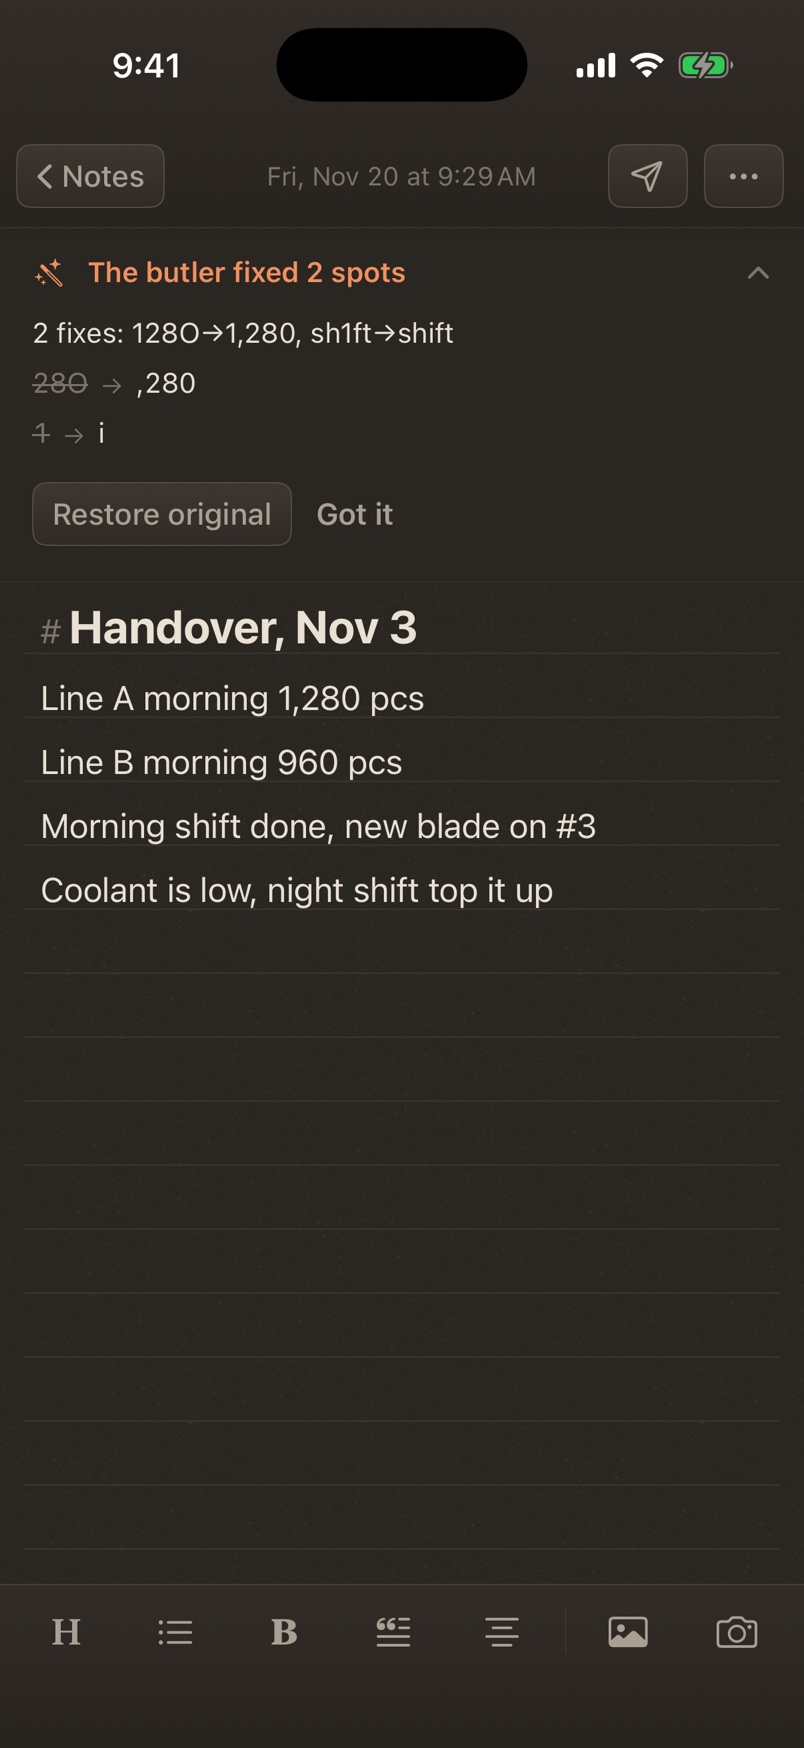 9:41
Notes
Fri, Nov 20 at 9:29 AM
The butler fixed 2 spots
2 fixes: 128O→1,280, sh1ft→shift
28O → ,280
1 → i
Restore original
Got it
# Handover, Nov 3
Line A morning 1,280 pcs
Line B morning 960 pcs
Morning shift done, new blade on #3
Coolant is low, night shift top it up
H
B